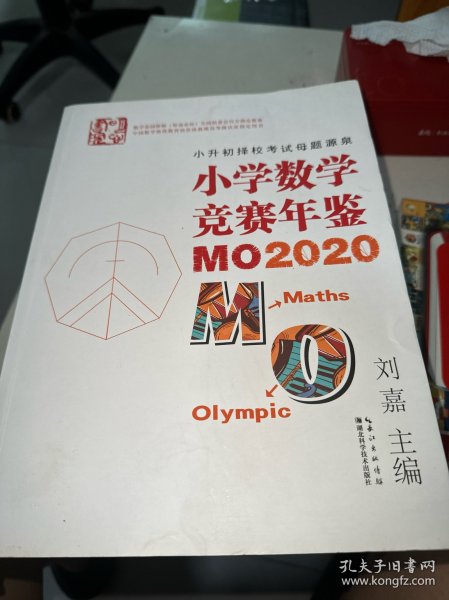 小升初择校考试母题源泉
小学数学
竞赛年鉴
MO2020
M
Maths
O
Olympic
刘嘉 主编
长江出版传媒
湖北科学技术出版社
孔夫子旧书网
www.kongfz.com